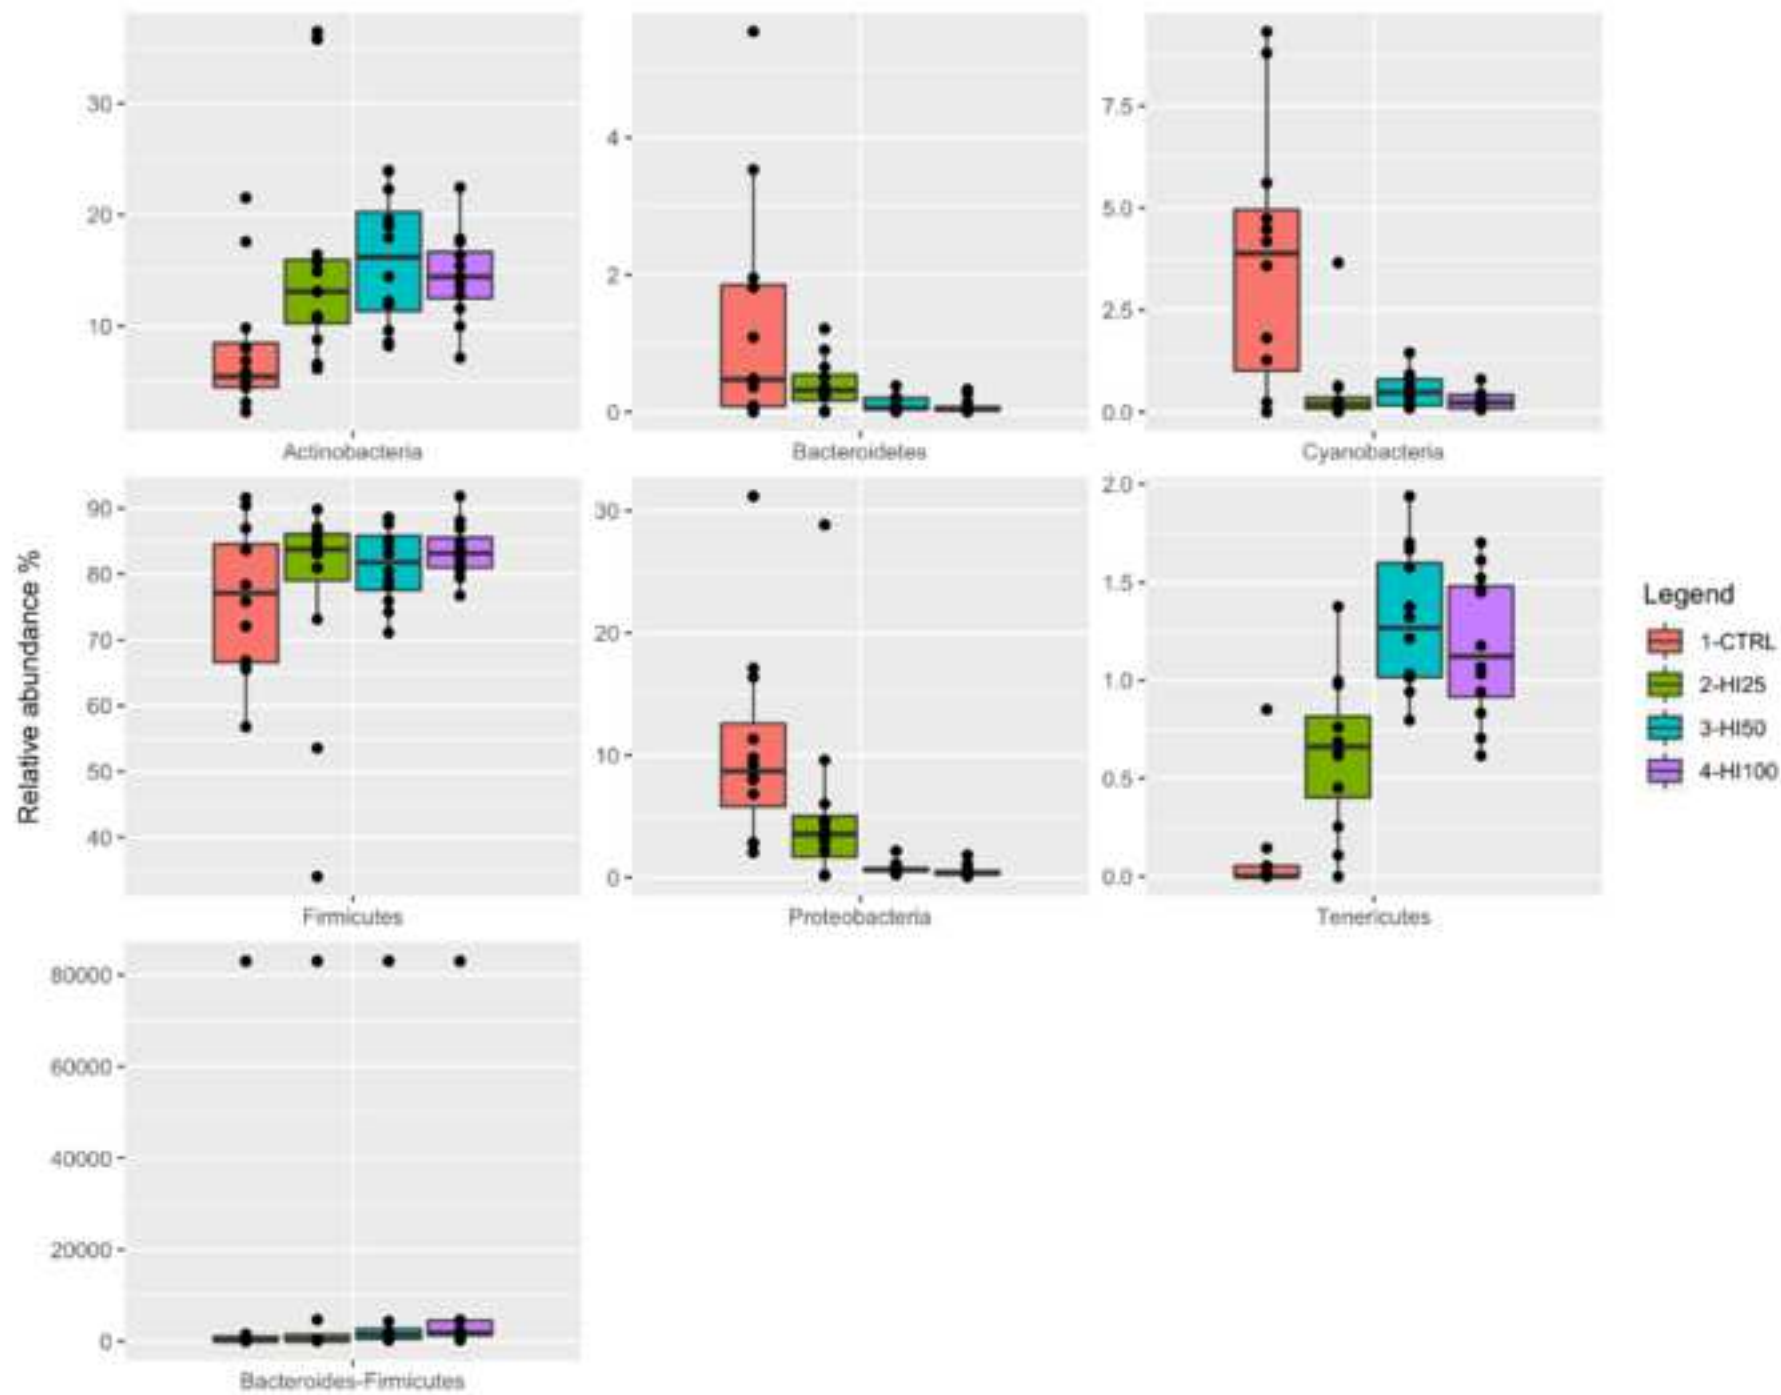 30
20
10
Actinobacteria
4
2
0
Bacteroidetes
7.5
5.0
2.5
0.0
Cyanobacteria
Relative abundance %
90
80
70
60
50
40
Firmicutes
30
20
10
0
Proteobacteria
2.0
1.5
1.0
0.5
0.0
Tenericutes
Legend
1-CTRL
2-HI25
3-HI50
4-HI100
80000
60000
40000
20000
0
Bacteroides-Firmicutes